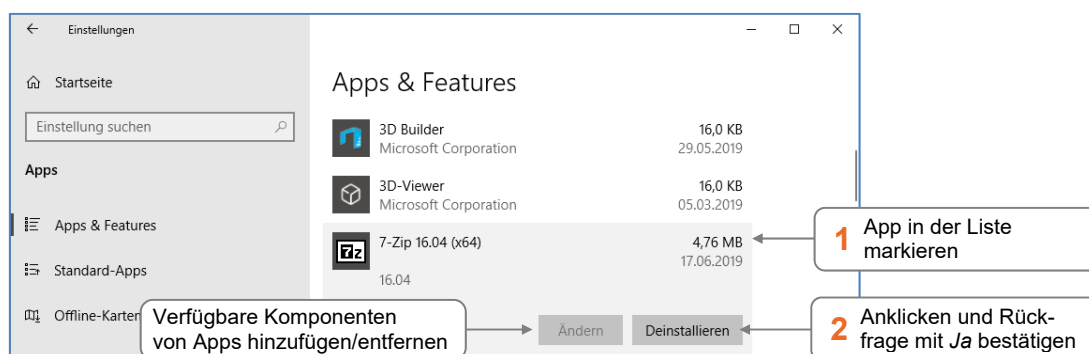 Einstellungen
Startseite
Einstellung suchen
Apps
Apps & Features
Standard-Apps
Offline-Karten
Apps & Features
3D Builder 16,0 KB
Microsoft Corporation 29.05.2019
3D-Viewer 16,0 KB
Microsoft Corporation 05.03.2019
7z
7-Zip 16.04 (x64) 4,76 MB
17.06.2019
16.04
Ändern Deinstallieren
Verfügbare Komponenten
von Apps hinzufügen/entfernen
1 App in der Liste
markieren
2 Anklicken und Rück-
frage mit Ja bestätigen